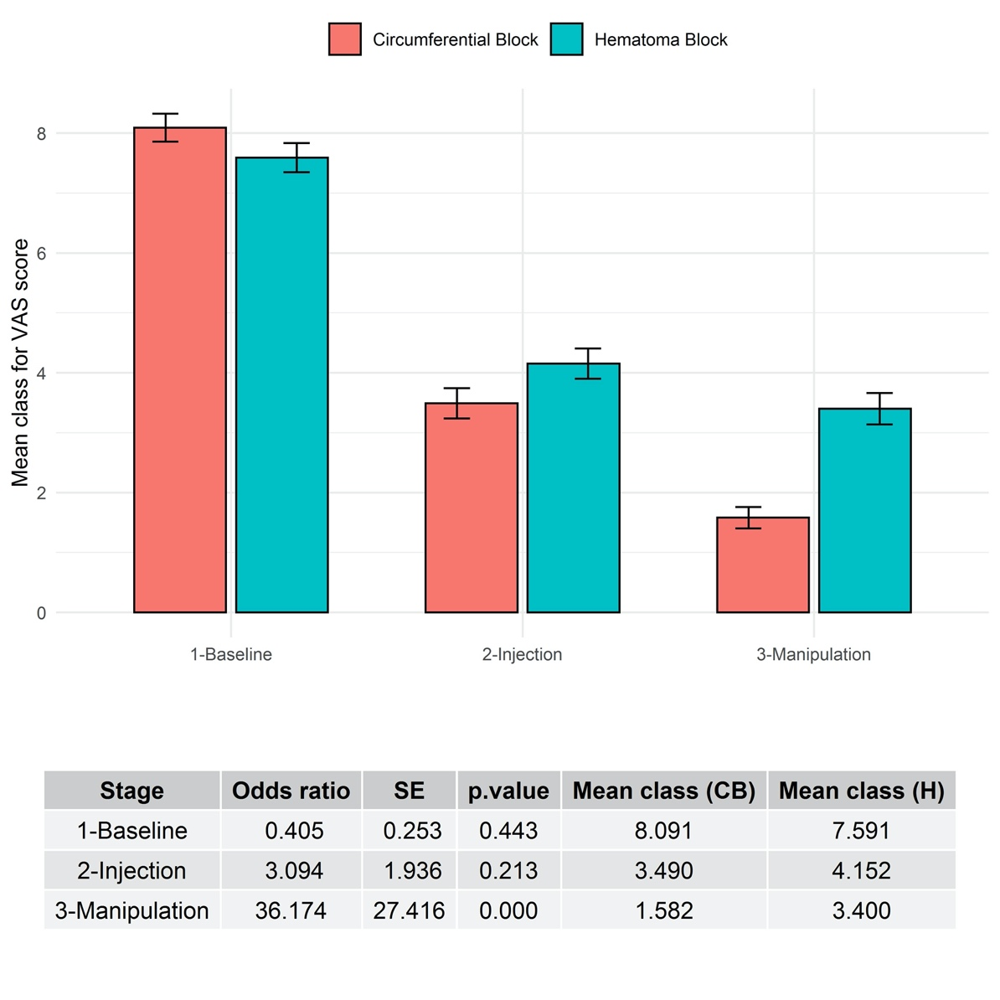 Circumferential Block Hematoma Block
Mean class for VAS score
8
6
4
2
0
1-Baseline 2-Injection 3-Manipulation
Stage Odds ratio SE p.value Mean class (CB) Mean class (H)
1-Baseline 0.405 0.253 0.443 8.091 7.591
2-Injection 3.094 1.936 0.213 3.490 4.152
3-Manipulation 36.174 27.416 0.000 1.582 3.400